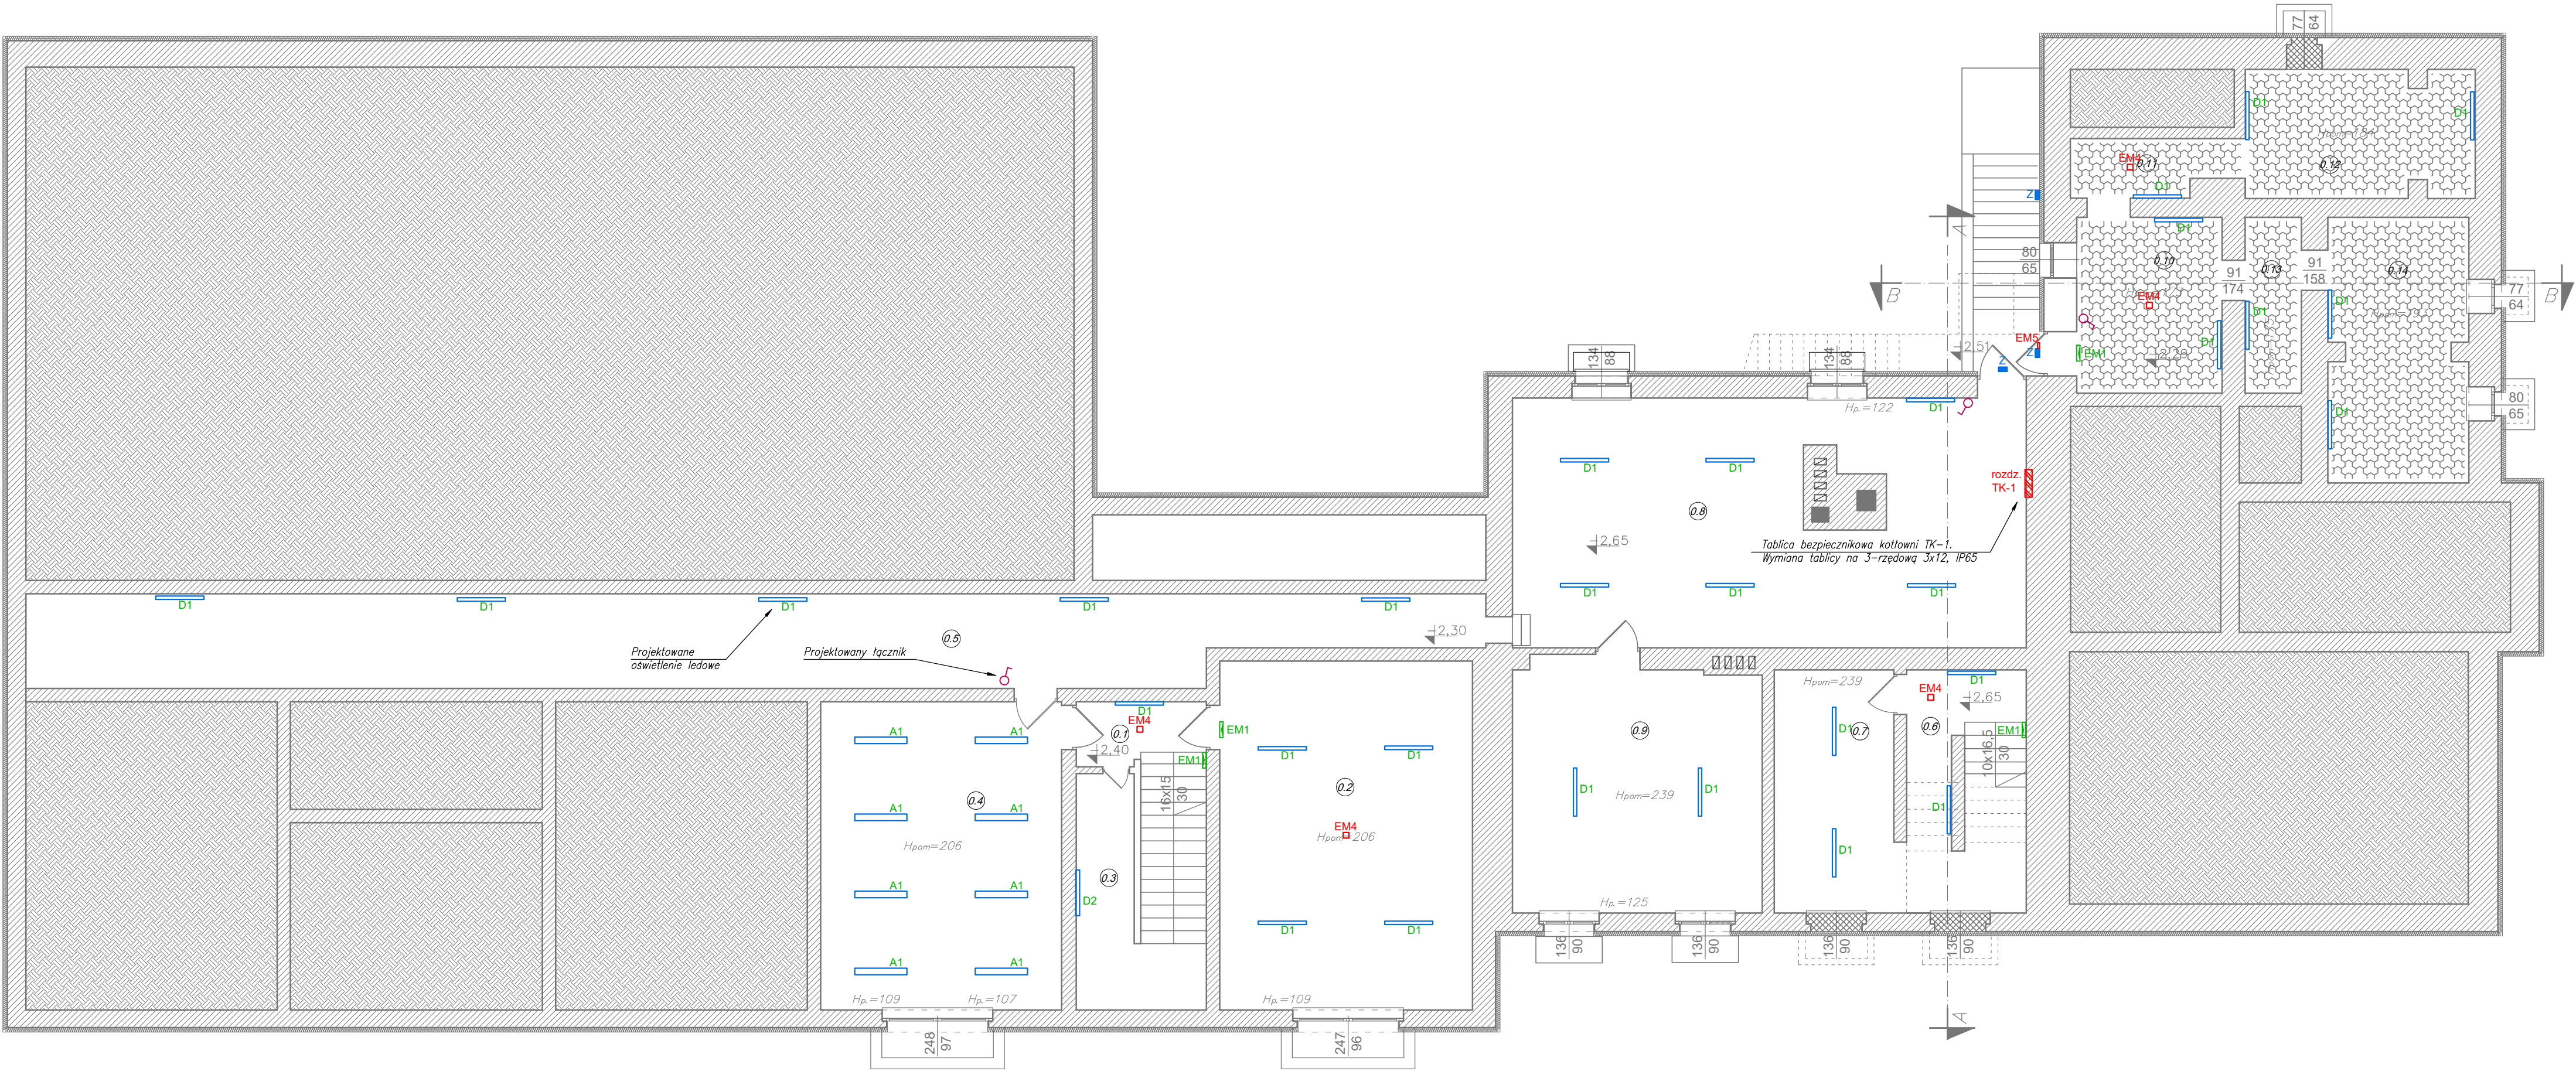 77
64
D1
D1
Hpom=154
EM4
0.11
0.12
D1
Z
A
D1
80
65
0.10
91
174
0.13
91
158
0.14
B
B
EM4
77
64
D1
D1
Hpom=193
EM5
Z
Z
EM1
D1
-2,51
134
88
134
88
80
65
D1
Hp.=122
D1
D1
D1
rozdz.
TK-1
0.8
-2,65
Tablica bezpiecznikowa kotłowni TK-1.
Wymiana tablicy na 3-rzędową 3x12, IP65
D1
D1
D1
D1
D1
D1
D1
D1
0.5
-2,30
Projektowane
oświetlenie ledowe
Projektowany łącznik
D1
EM4
0.1
-2,40
EM1
EM1
A1
A1
D1
D1
0.9
Hpom=239
0.7
D1
EM4
0.6
D1
-2,65
EM1
10x16,5
30
16x15
30
0.4
0.2
A1
A1
D1
D1
Hpom=239
D1
EM4
Hpom=206
Hpom=206
D1
0.3
D2
A1
A1
D1
D1
Hp.=125
A1
A1
136
90
136
90
136
90
136
90
Hp.=109
Hp.=107
Hp.=109
248
97
247
96
A